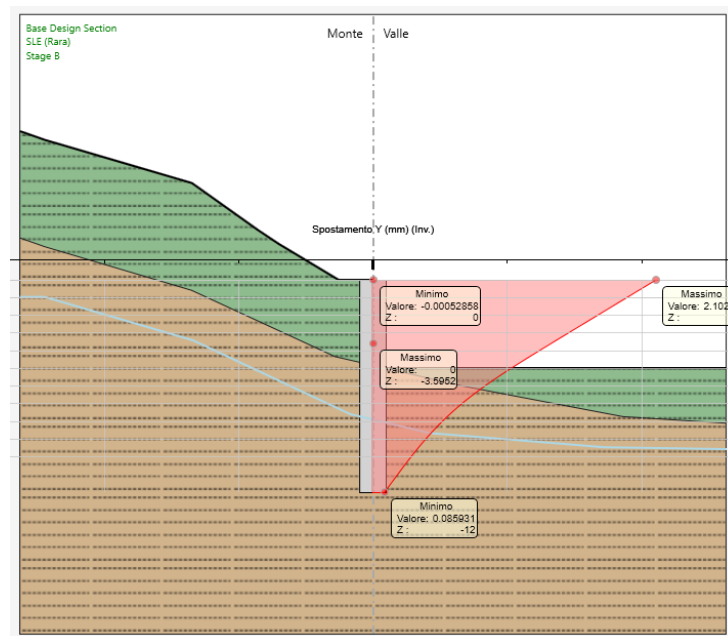 Base Design Section
SLE (Rara)
Stage B
Monte
Valle
Spostamento Y (mm) (Inv.)
Minimo
Valore: -0.00052858
Z : 0
Massimo
Valore: 2.102
Z :
Massimo
Valore: 0
Z : -3.5952
Minimo
Valore: 0.085931
Z : -12